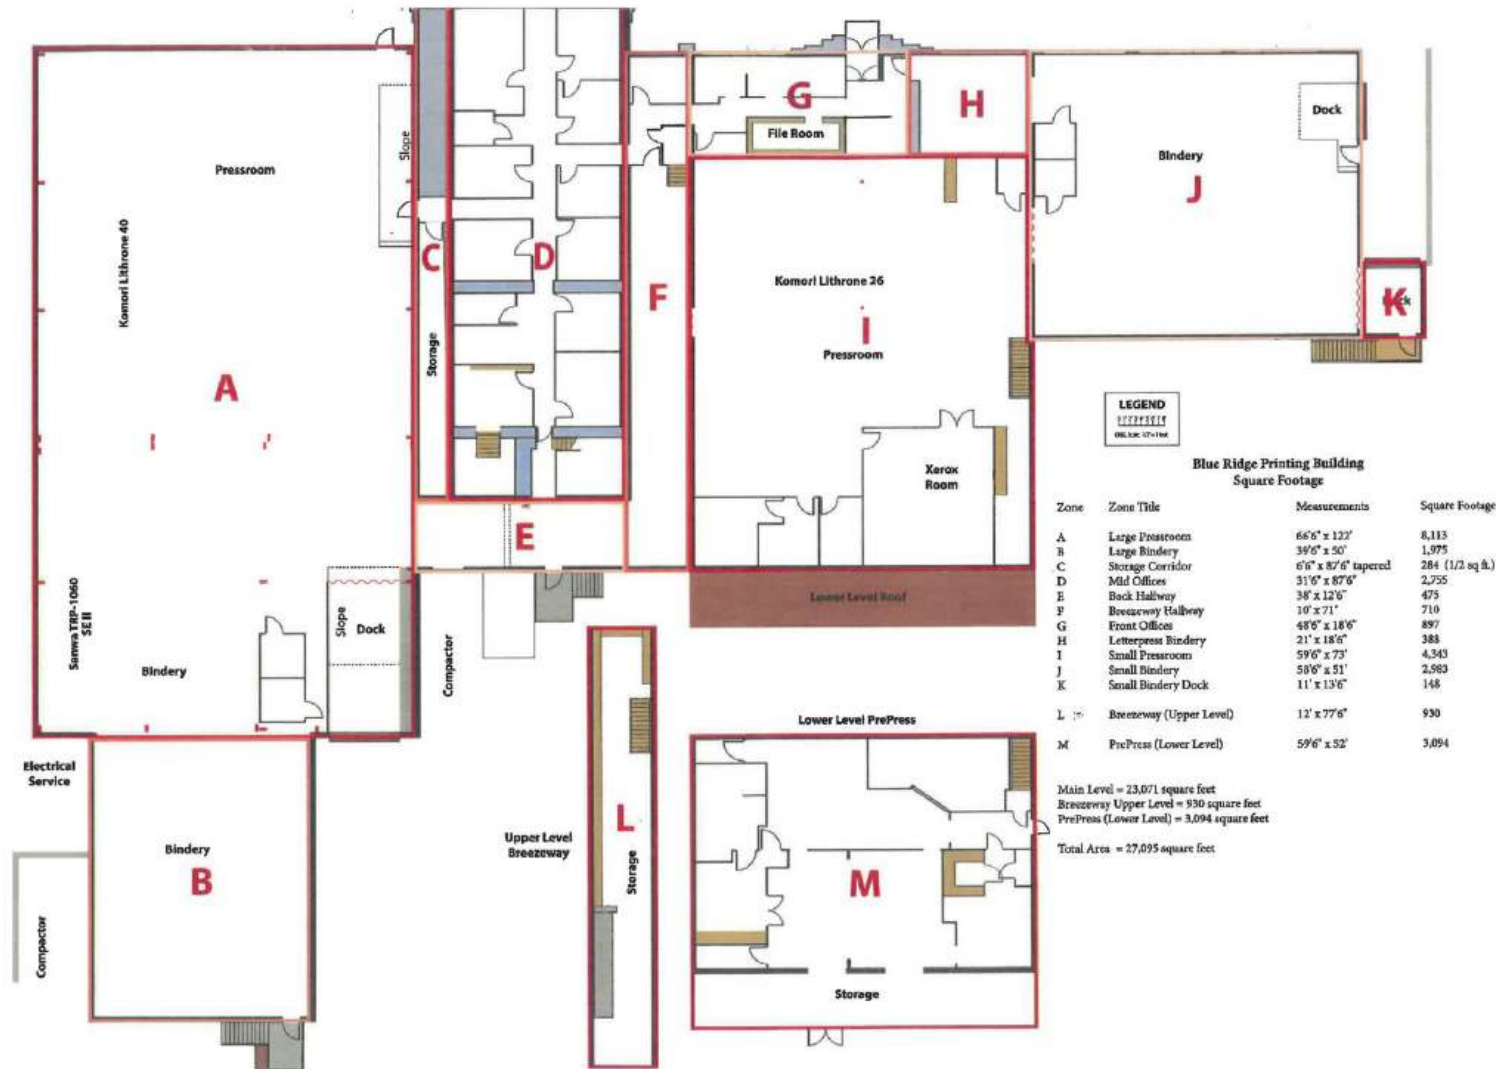 Pressroom
Slope
Komori Lithrone 40
A
Sanwa TRP-1060
SE II
Bindery
Slope
Dock
C
Storage
D
E
F
G
File Room
H
I
Komori Lithrone 26
Pressroom
Xerox
Room
Lower Level Roof
Bindery
J
Dock
K
Electrical
Service
Compactor
Bindery
B
Compactor
Upper Level
Breezeway
L
Storage
Lower Level PrePress
M
Storage
LEGEND
Blue Ridge Printing Building
Square Footage
Zone Zone Title Measurements Square Footage
A Large Pressroom 66'6" x 122' 8,113
B Large Bindery 39'6" x 50' 1,975
C Storage Corridor 6'6" x 87'6" tapered 284 (1/2 sq ft.)
D Mid Offices 31'6" x 87'6" 2,755
E Back Hallway 38' x 12'6" 475
F Breezeway Hallway 10' x 71' 710
G Front Offices 48'6" x 18'6" 897
H Letterpress Bindery 21' x 18'6" 388
I Small Pressroom 59'6" x 73' 4,343
J Small Bindery 58'6" x 51' 2,983
K Small Bindery Dock 11' x 13'6" 148
L Breezeway (Upper Level) 12' x 77'6" 930
M PrePress (Lower Level) 59'6" x 52' 3,094
Main Level = 23,071 square feet
Breezeway Upper Level = 930 square feet
PrePress (Lower Level) = 3,094 square feet
Total Area = 27,095 square feet